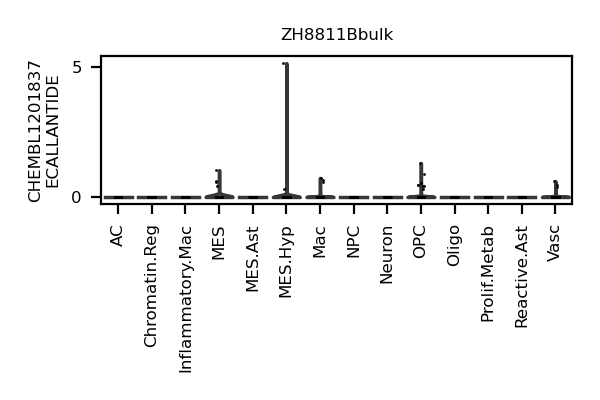 ZH8811Bbulk
CHEMBL1201837
ECALLANTIDE
5
0
AC
Chromatin.Reg
Inflammatory.Mac
MES
MES.Ast
MES.Hyp
Mac
NPC
Neuron
OPC
Oligo
Prolif.Metab
Reactive.Ast
Vasc